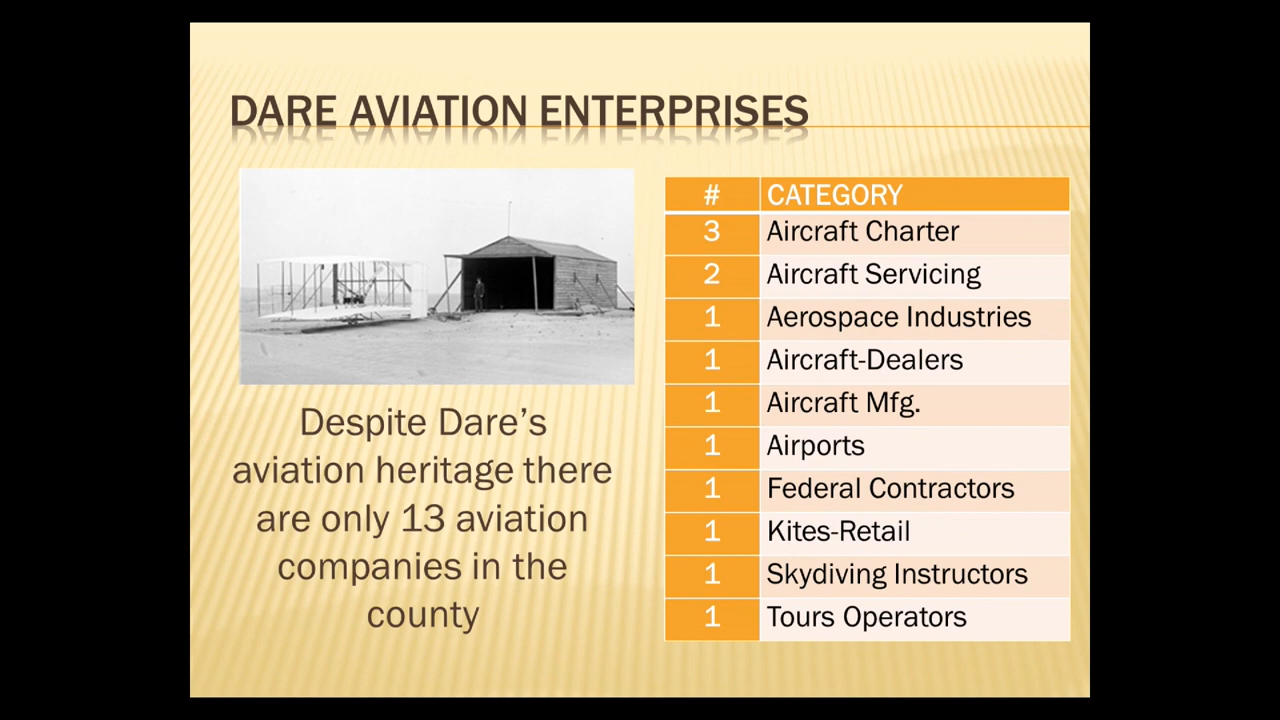 DARE AVIATION ENTERPRISES
Despite Dare’s
aviation heritage there
are only 13 aviation
companies in the
county
# CATEGORY
3 Aircraft Charter
2 Aircraft Servicing
1 Aerospace Industries
1 Aircraft-Dealers
1 Aircraft Mfg.
1 Airports
1 Federal Contractors
1 Kites-Retail
1 Skydiving Instructors
1 Tours Operators